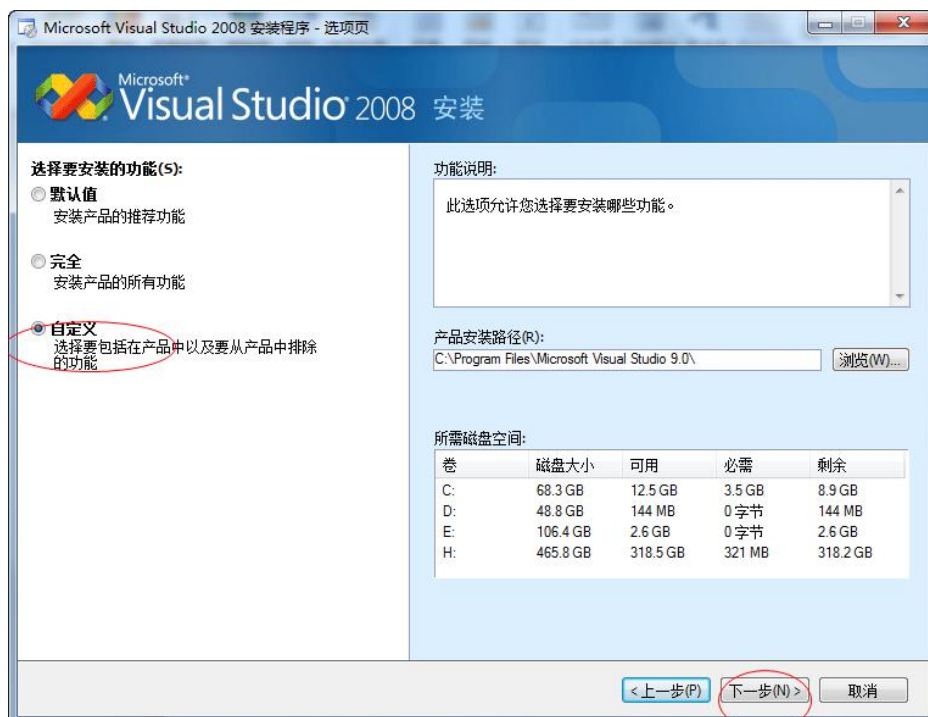 Microsoft Visual Studio 2008 安装程序 - 选项页
Microsoft®
Visual Studio® 2008 安装
选择要安装的功能(S):
默认值
安装产品的推荐功能
完全
安装产品的所有功能
自定义
选择要包括在产品中以及要从产品中排除
的功能
功能说明:
此选项允许您选择要安装哪些功能。
产品安装路径(R):
C:\Program Files\Microsoft Visual Studio 9.0\
浏览(W)...
所需磁盘空间:
卷 磁盘大小 可用 必需 剩余
C: 68.3 GB 12.5 GB 3.5 GB 8.9 GB
D: 48.8 GB 144 MB 0 字节 144 MB
E: 106.4 GB 2.6 GB 0 字节 2.6 GB
H: 465.8 GB 318.5 GB 321 MB 318.2 GB
<上一步(P) 下一步(N)> 取消